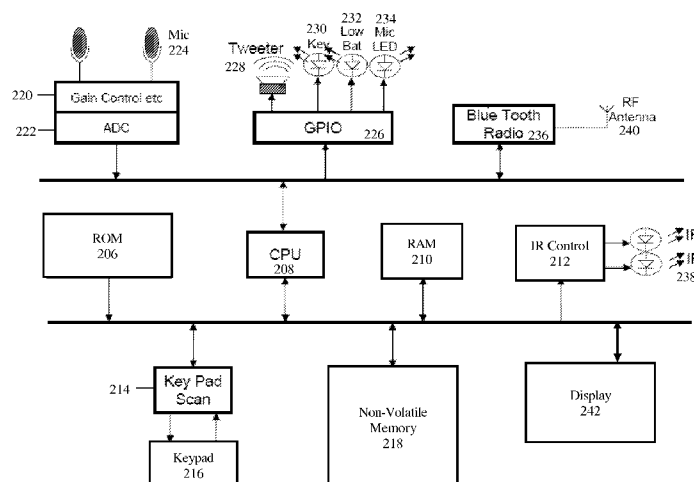 Mic
224
Tweeter
228
230
Key
232
Low
Bat
234
Mic
LED
220
Gain Control etc
222
ADC
GPIO
226
Blue Tooth
Radio 236
RF
Antenna
240
ROM
206
CPU
208
RAM
210
IR Control
212
IR
IR
238
214
Key Pad
Scan
Keypad
216
Non-Volatile
Memory
218
Display
242